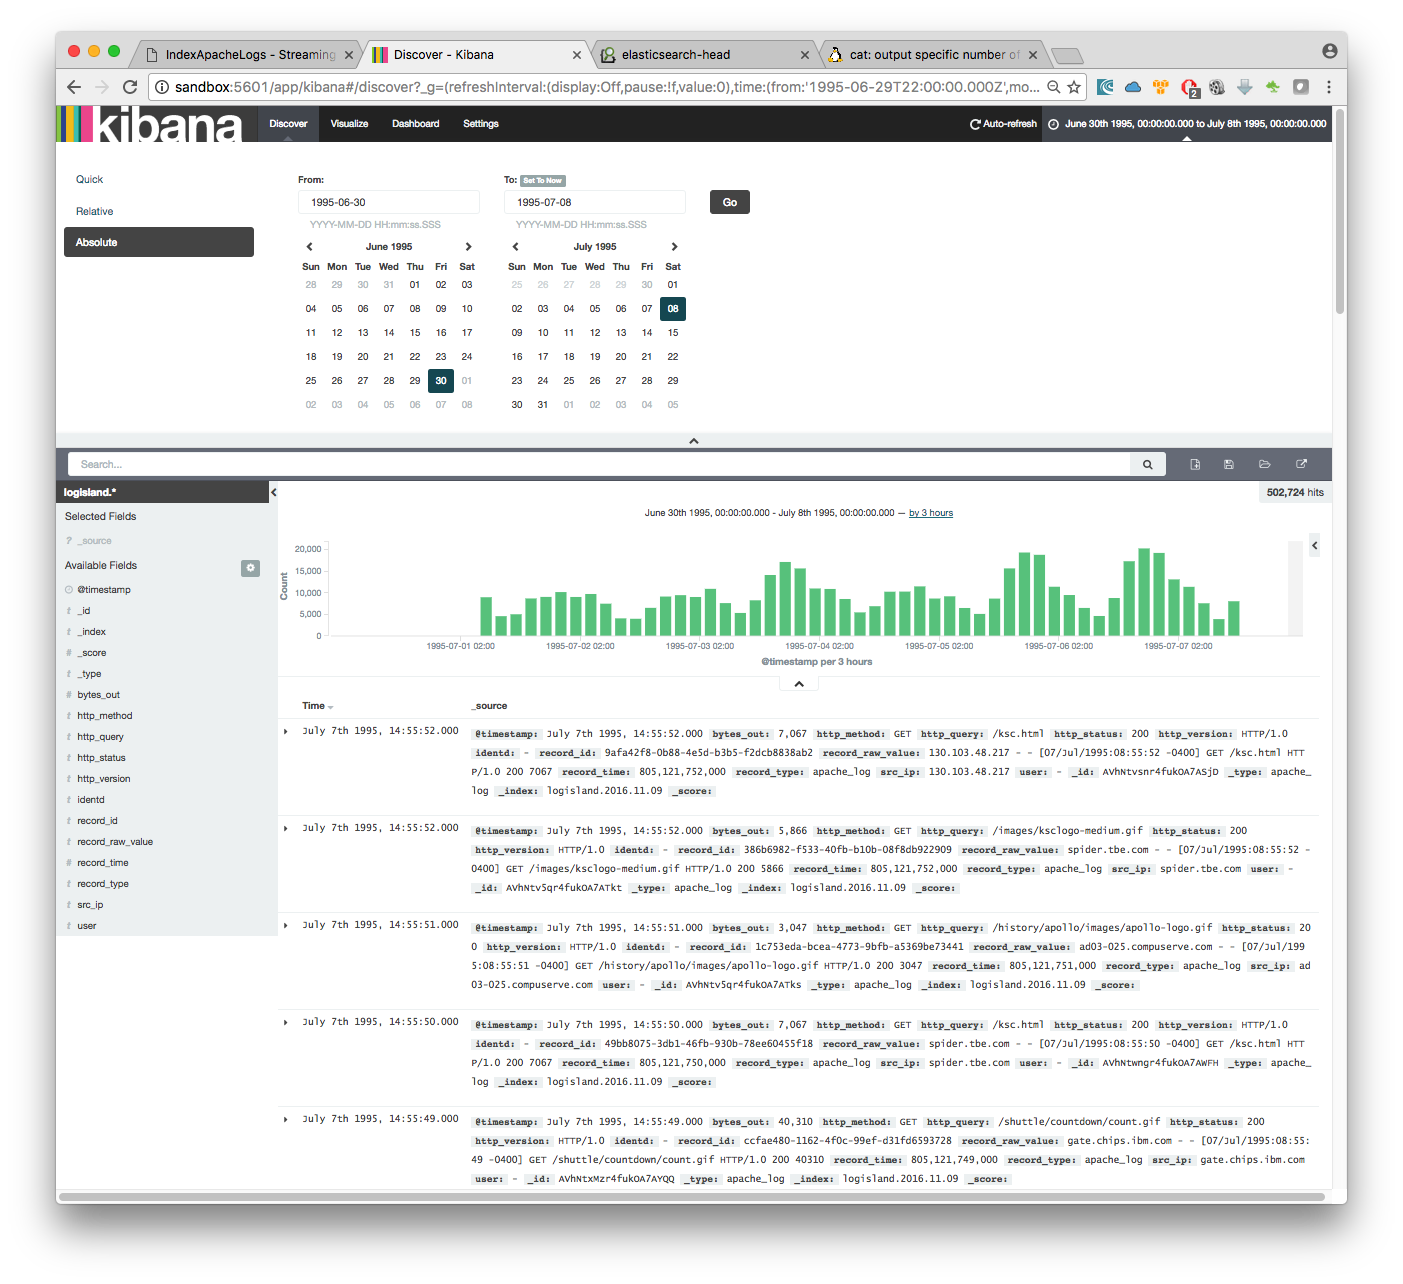 IndexApacheLogs - Streaming
Discover - Kibana
elasticsearch-head
cat: output specific number of
sandbox:5601/app/kibana#/discover?_g=(refreshInterval:(display:Off,pause:!f,value:0),time:(from:'1995-06-29T22:00:00.000Z',mo...
2
kibana
Discover Visualize Dashboard Settings
Auto-refresh
June 30th 1995, 00:00:00.000 to July 8th 1995, 00:00:00.000
Quick
Relative
Absolute
From:
1995-06-30
YYYY-MM-DD HH:mm:ss.SSS
June 1995
Sun Mon Tue Wed Thu Fri Sat
28 29 30 31 01 02 03
04 05 06 07 08 09 10
11 12 13 14 15 16 17
18 19 20 21 22 23 24
25 26 27 28 29 30 01
02 03 04 05 06 07 08
To: Set To Now
1995-07-08
YYYY-MM-DD HH:mm:ss.SSS
July 1995
Sun Mon Tue Wed Thu Fri Sat
25 26 27 28 29 30 01
02 03 04 05 06 07 08
09 10 11 12 13 14 15
16 17 18 19 20 21 22
23 24 25 26 27 28 29
30 31 01 02 03 04 05
Go
Search...
logisland.*
Selected Fields
? _source
Available Fields
@timestamp
t _id
t _index
# _score
t _type
# bytes_out
t http_method
t http_query
t http_status
t http_version
t identd
t record_id
t record_raw_value
# record_time
t record_type
t src_ip
t user
502,724 hits
June 30th 1995, 00:00:00.000 - July 8th 1995, 00:00:00.000 — by 3 hours
Count
20,000
15,000
10,000
5,000
0
1995-07-01 02:00 1995-07-02 02:00 1995-07-03 02:00 1995-07-04 02:00 1995-07-05 02:00 1995-07-06 02:00 1995-07-07 02:00
@timestamp per 3 hours
Time _source
July 7th 1995, 14:55:52.000 @timestamp: July 7th 1995, 14:55:52.000 bytes_out: 7,067 http_method: GET http_query: /ksc.html http_status: 200 http_version: HTTP/1.0
identd: - record_id: 9afa42f8-0b88-4e5d-b3b5-f2dcb8838ab2 record_raw_value: 130.103.48.217 - - [07/Jul/1995:08:55:52 -0400] GET /ksc.html HTT
P/1.0 200 7067 record_time: 805,121,752,000 record_type: apache_log src_ip: 130.103.48.217 user: - _id: AVhNtvsnr4fukOA7ASjD _type: apache_
log _index: logisland.2016.11.09 _score:
July 7th 1995, 14:55:52.000 @timestamp: July 7th 1995, 14:55:52.000 bytes_out: 5,866 http_method: GET http_query: /images/ksclogo-medium.gif http_status: 200
http_version: HTTP/1.0 identd: - record_id: 386b6982-f533-40fb-b10b-08f8db922909 record_raw_value: spider.tbe.com - - [07/Jul/1995:08:55:52 -
0400] GET /images/ksclogo-medium.gif HTTP/1.0 200 5866 record_time: 805,121,752,000 record_type: apache_log src_ip: spider.tbe.com user: -
_id: AVhNtv5qr4fukOA7ATkt _type: apache_log _index: logisland.2016.11.09 _score:
July 7th 1995, 14:55:51.000 @timestamp: July 7th 1995, 14:55:51.000 bytes_out: 3,047 http_method: GET http_query: /history/apollo/images/apollo-logo.gif http_status: 20
0 http_version: HTTP/1.0 identd: - record_id: 1c753eda-bcea-4773-9bfb-a5369be73441 record_raw_value: ad03-025.compuserve.com - - [07/Jul/199
5:08:55:51 -0400] GET /history/apollo/images/apollo-logo.gif HTTP/1.0 200 3047 record_time: 805,121,751,000 record_type: apache_log src_ip: ad
03-025.compuserve.com user: - _id: AVhNtv5qr4fukOA7ATks _type: apache_log _index: logisland.2016.11.09 _score:
July 7th 1995, 14:55:50.000 @timestamp: July 7th 1995, 14:55:50.000 bytes_out: 7,067 http_method: GET http_query: /ksc.html http_status: 200 http_version: HTTP/1.0
identd: - record_id: 49bb8075-3db1-46fb-930b-78ee60455f18 record_raw_value: spider.tbe.com - - [07/Jul/1995:08:55:50 -0400] GET /ksc.html HTT
P/1.0 200 7067 record_time: 805,121,750,000 record_type: apache_log src_ip: spider.tbe.com user: - _id: AVhNtwngr4fukOA7AWFH _type: apache_
log _index: logisland.2016.11.09 _score:
July 7th 1995, 14:55:49.000 @timestamp: July 7th 1995, 14:55:49.000 bytes_out: 40,310 http_method: GET http_query: /shuttle/countdown/count.gif http_status: 200
http_version: HTTP/1.0 identd: - record_id: ccfae480-1162-4f0c-99ef-d31fd6593728 record_raw_value: gate.chips.ibm.com - - [07/Jul/1995:08:55:
49 -0400] GET /shuttle/countdown/count.gif HTTP/1.0 200 40310 record_time: 805,121,749,000 record_type: apache_log src_ip: gate.chips.ibm.com
user: - _id: AVhNtxMzr4fukOA7AYQQ _type: apache_log _index: logisland.2016.11.09 _score: